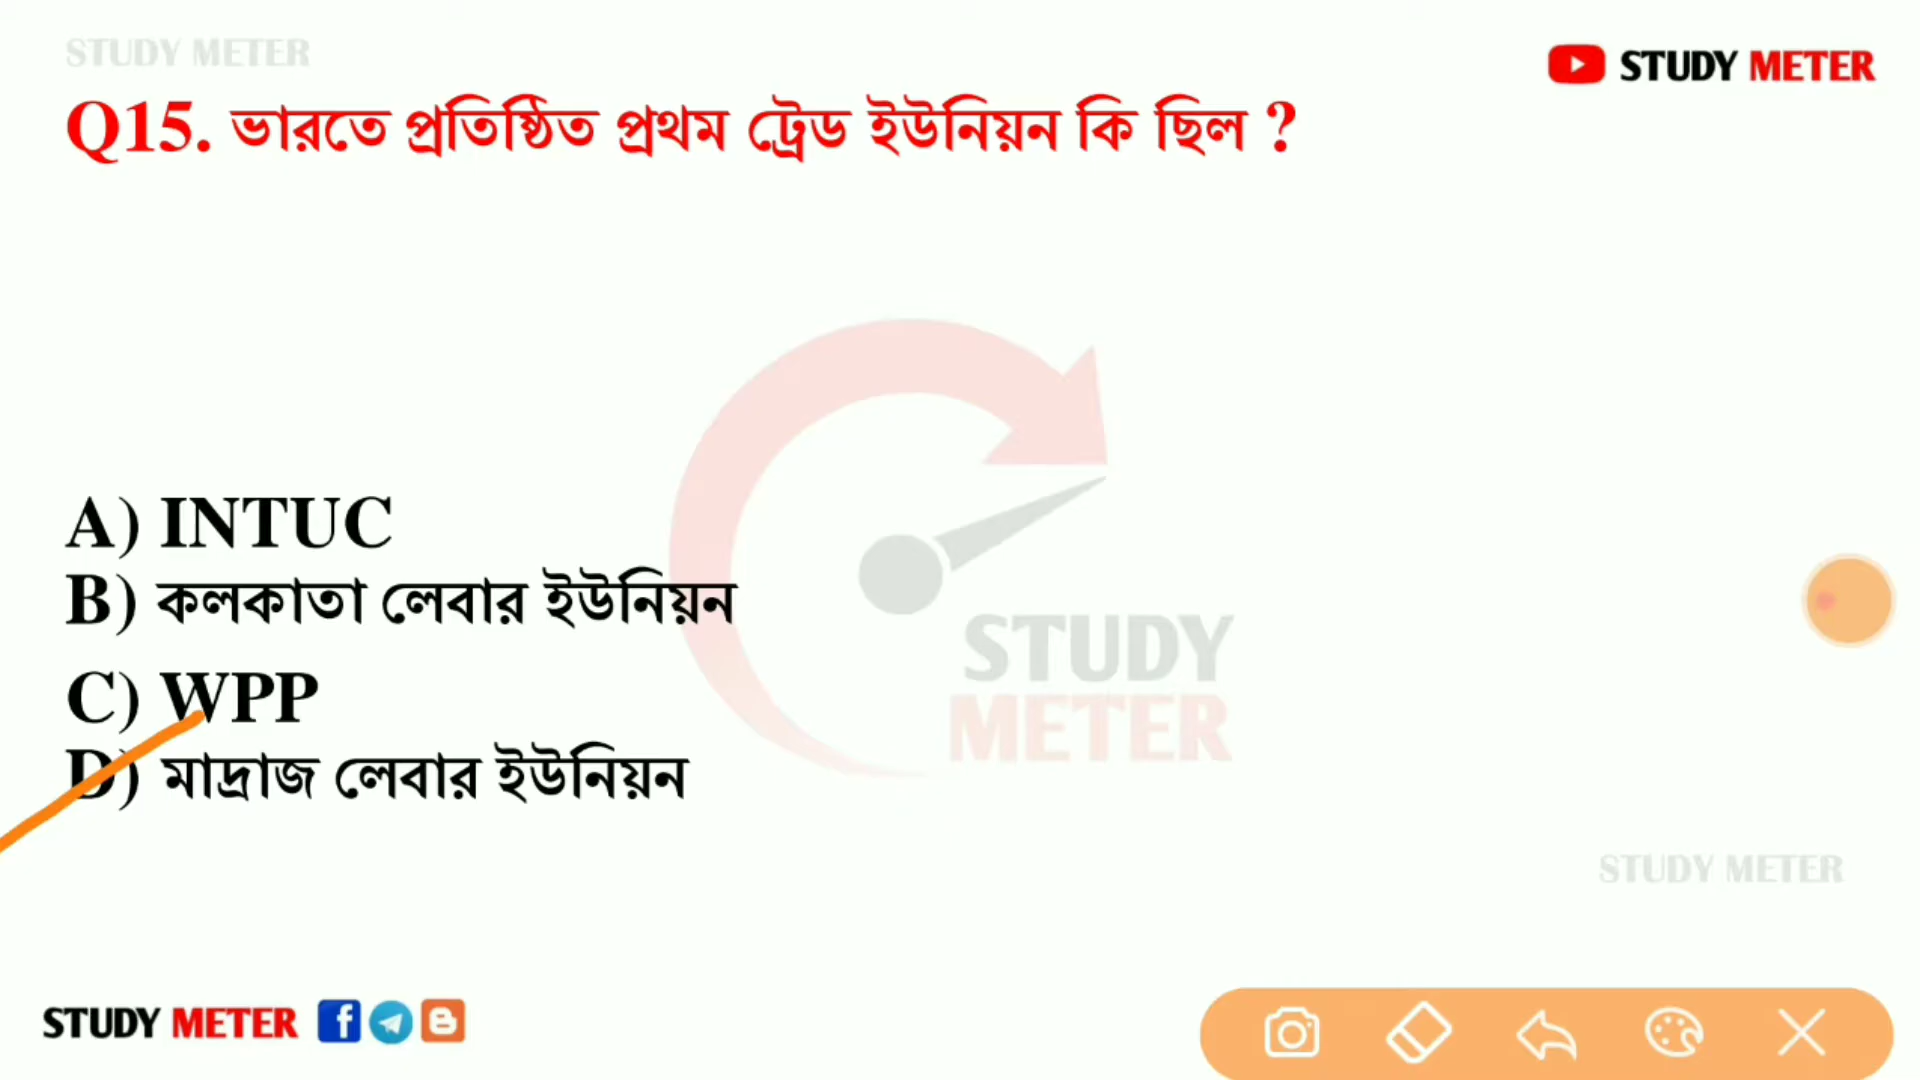 STUDY METER
STUDY METER
Q15. ভারতে প্রতিষ্ঠিত প্রথম ট্রেড ইউনিয়ন কি ছিল ?
A) INTUC
B) কলকাতা লেবার ইউনিয়ন
STUDY
C) WPP
METER
D) মাদ্রাজ লেবার ইউনিয়ন
STUDY METER
STUDY METER